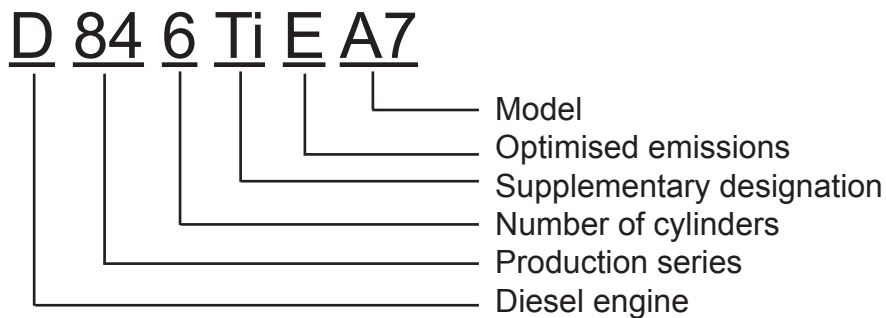 D 84 6 Ti E A7
Model
Optimised emissions
Supplementary designation
Number of cylinders
Production series
Diesel engine